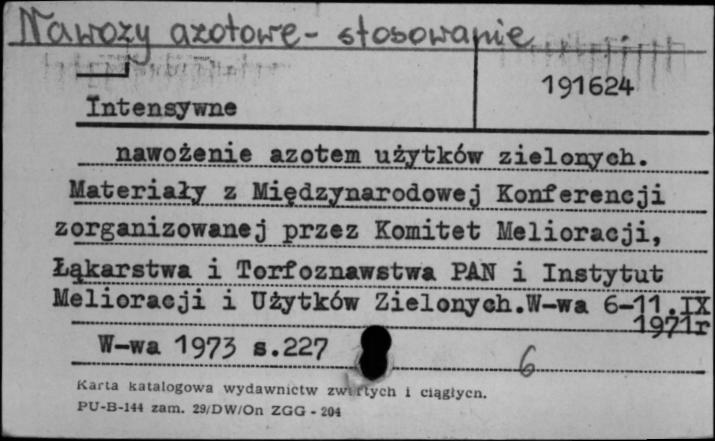 Nawozy azotowe - stosowanie
191624
Intensywne
nawożenie azotem użytków zielonych.
Materiały z Międzynarodowej Konferencji
zorganizowanej przez Komitet Melioracji,
Łąkarstwa i Torfoznawstwa PAN i Instytut
Melioracji i Użytków Zielonych.W-wa 6-11.IX
1971r
W-wa 1973 s.227
6
Karta katalogowa wydawnictw zwartych i ciągłych.
PU-B-144 zam. 29/DW/On ZGG - 204